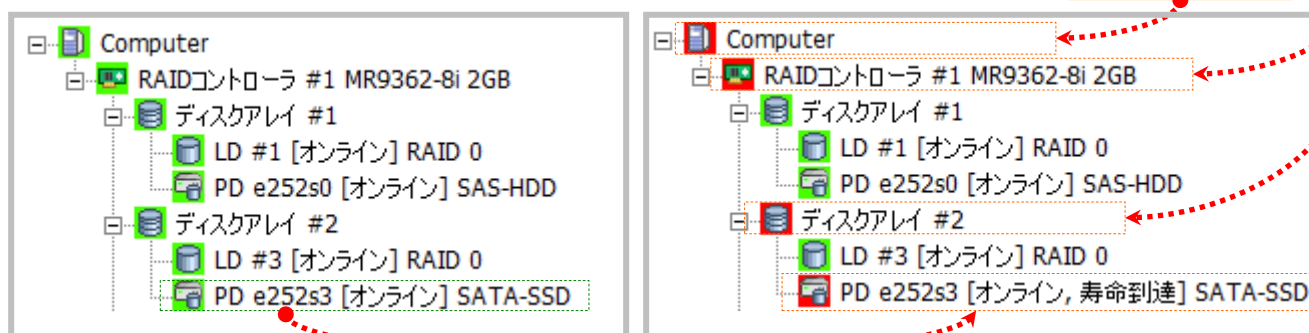 Computer
RAIDコントローラ #1 MR9362-8i 2GB
ディスクアレイ #1
LD #1 [オンライン] RAID 0
PD e252s0 [オンライン] SAS-HDD
ディスクアレイ #2
LD #3 [オンライン] RAID 0
PD e252s3 [オンライン] SATA-SSD
Computer
RAIDコントローラ #1 MR9362-8i 2GB
ディスクアレイ #1
LD #1 [オンライン] RAID 0
PD e252s0 [オンライン] SAS-HDD
ディスクアレイ #2
LD #3 [オンライン] RAID 0
PD e252s3 [オンライン, 寿命到達] SATA-SSD